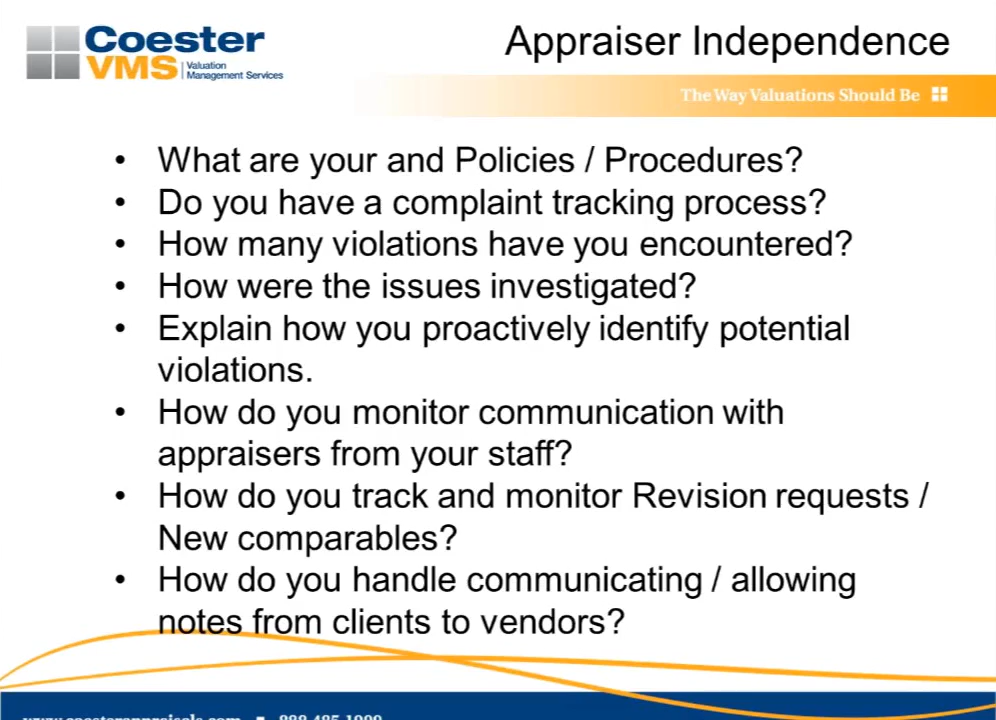 Coester
VMS
Valuation
Management Services
Appraiser Independence
The Way Valuations Should Be
• What are your and Policies / Procedures?
• Do you have a complaint tracking process?
• How many violations have you encountered?
• How were the issues investigated?
• Explain how you proactively identify potential
violations.
• How do you monitor communication with
appraisers from your staff?
• How do you track and monitor Revision requests /
New comparables?
• How do you handle communicating / allowing
notes from clients to vendors?